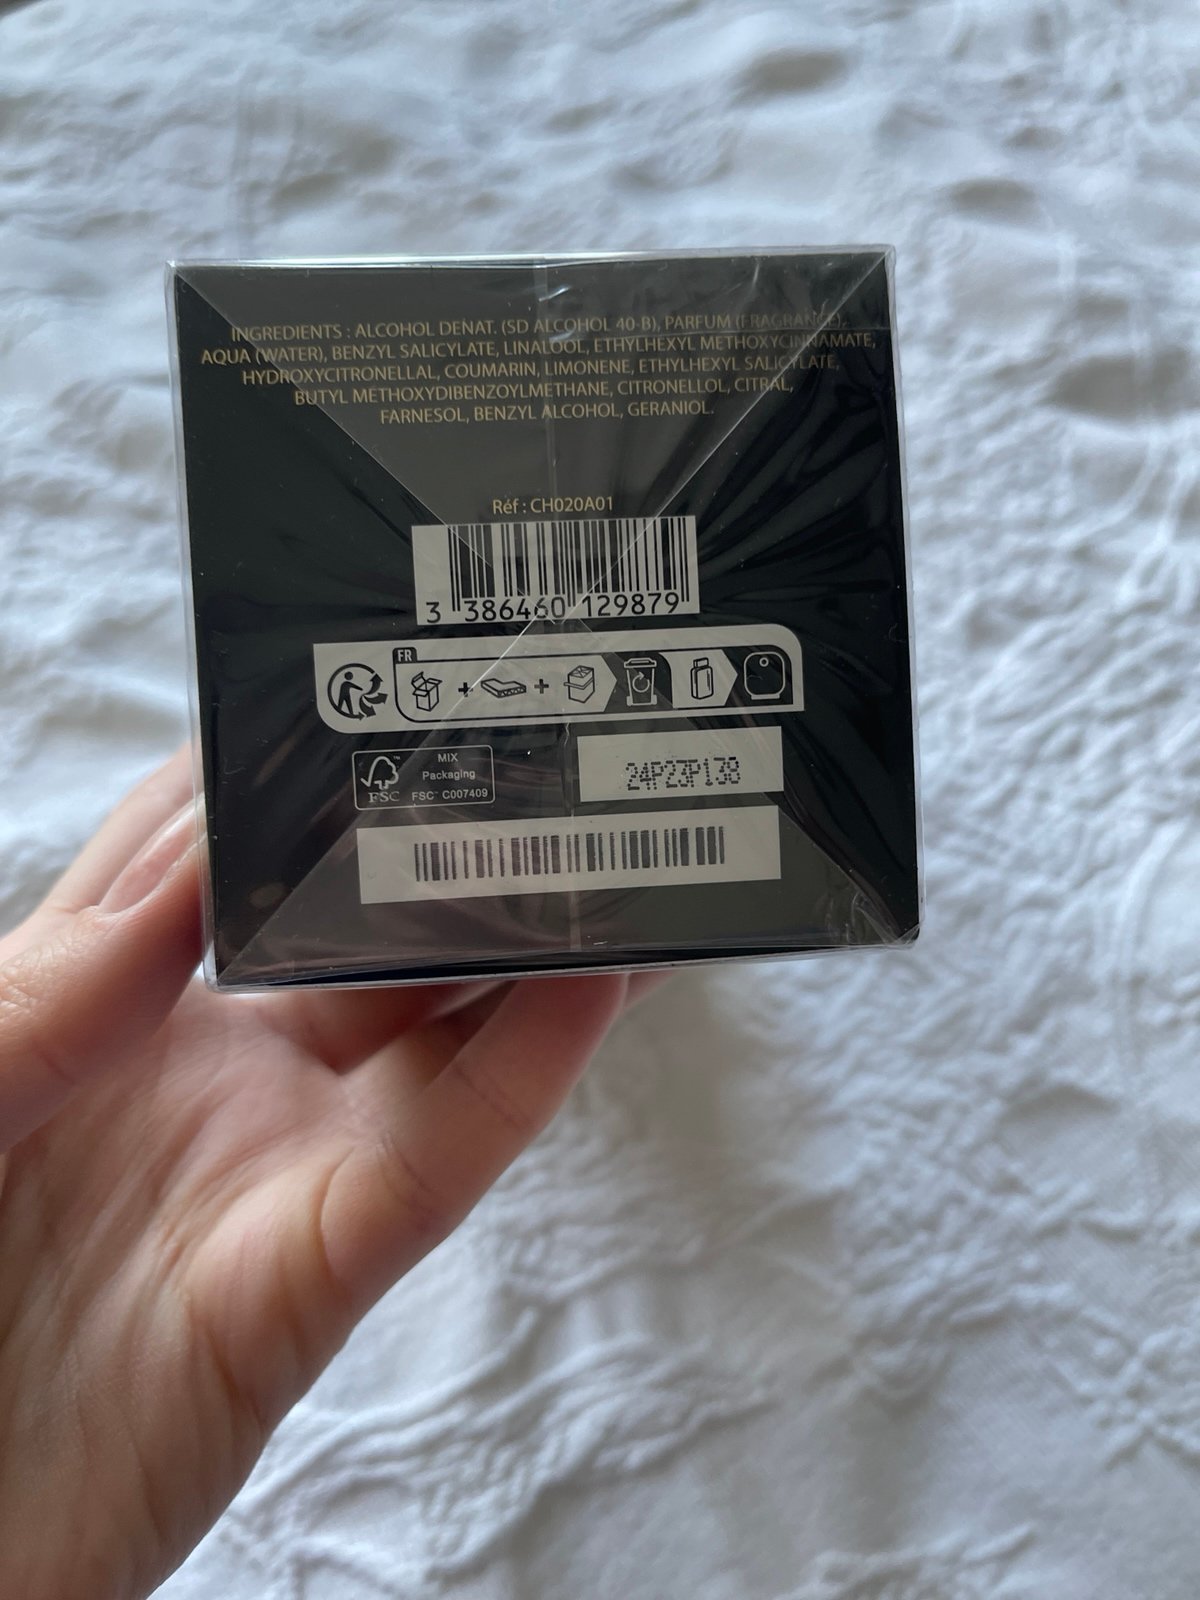 INGREDIENTS : ALCOHOL DENAT. (SD ALCOHOL 40-B), PARFUM (FRAGRANCE),
AQUA (WATER), BENZYL SALICYLATE, LINALOOL, ETHYLHEXYL METHOXYCINNAMATE,
HYDROXYCITRONELLAL, COUMARIN, LIMONENE, ETHYLHEXYL SALICYLATE,
BUTYL METHOXYDIBENZOYLMETHANE, CITRONELLOL, CITRAL,
FARNESOL, BENZYL ALCOHOL, GERANIOL.
Réf : CH020A01
3 386460 129879
FR
MIX
Packaging
FSC™ C007409
FSC
24P23P138